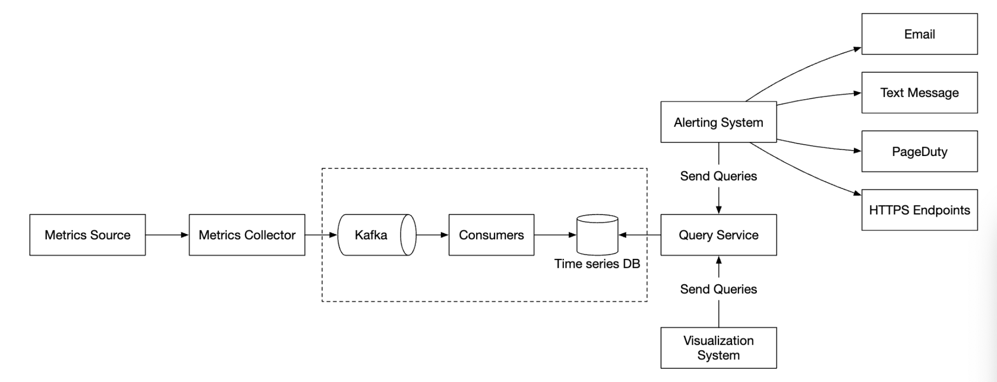 Email
Text Message
Alerting System
PageDuty
Send Queries
HTTPS Endpoints
Metrics Source
Metrics Collector
Kafka
Consumers
Query Service
Time series DB
Send Queries
Visualization
System